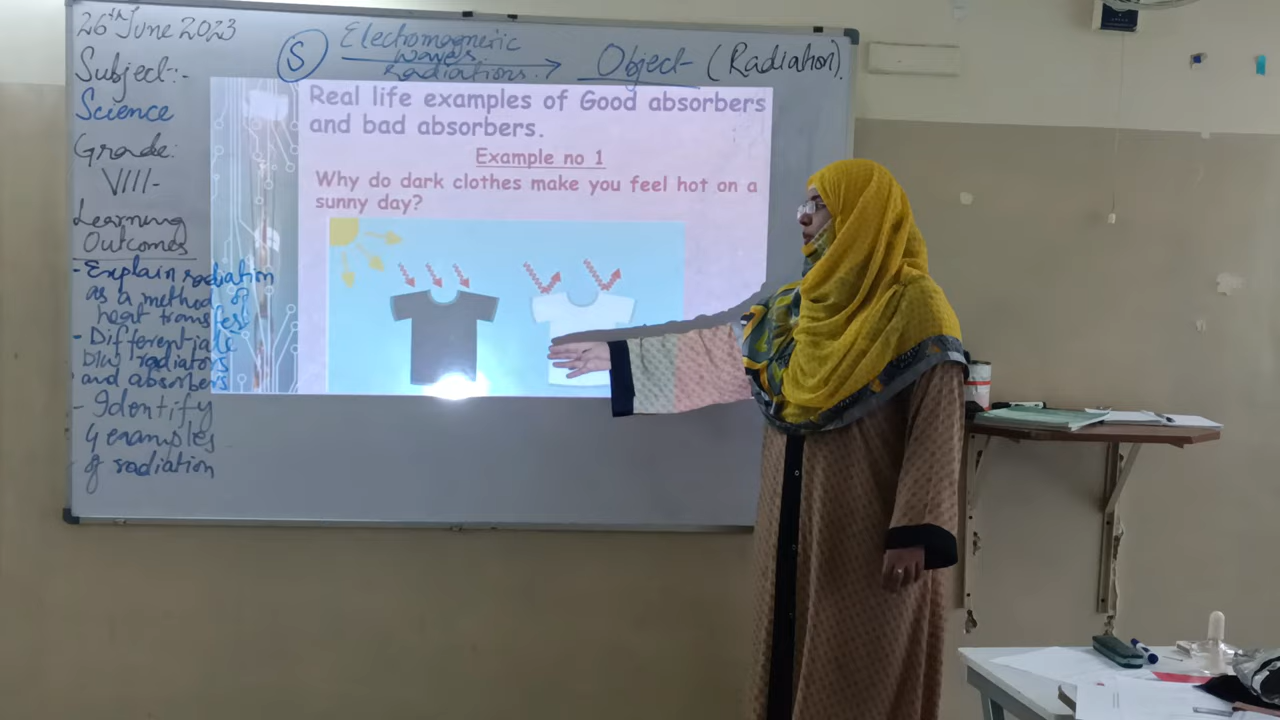 26th June 2023
Subject:-
Science
Grade:
VIII-
Learning
Outcomes
- Explain radiation
as a method of
heat transfer
- Differentiate
b/w radiators
and absorbers
- Identify
4 examples
of radiation
S Electromagneric
waves
Radiations. → Object (Radiation).
Real life examples of Good absorbers
and bad absorbers.
Example no 1
Why do dark clothes make you feel hot on a
sunny day?